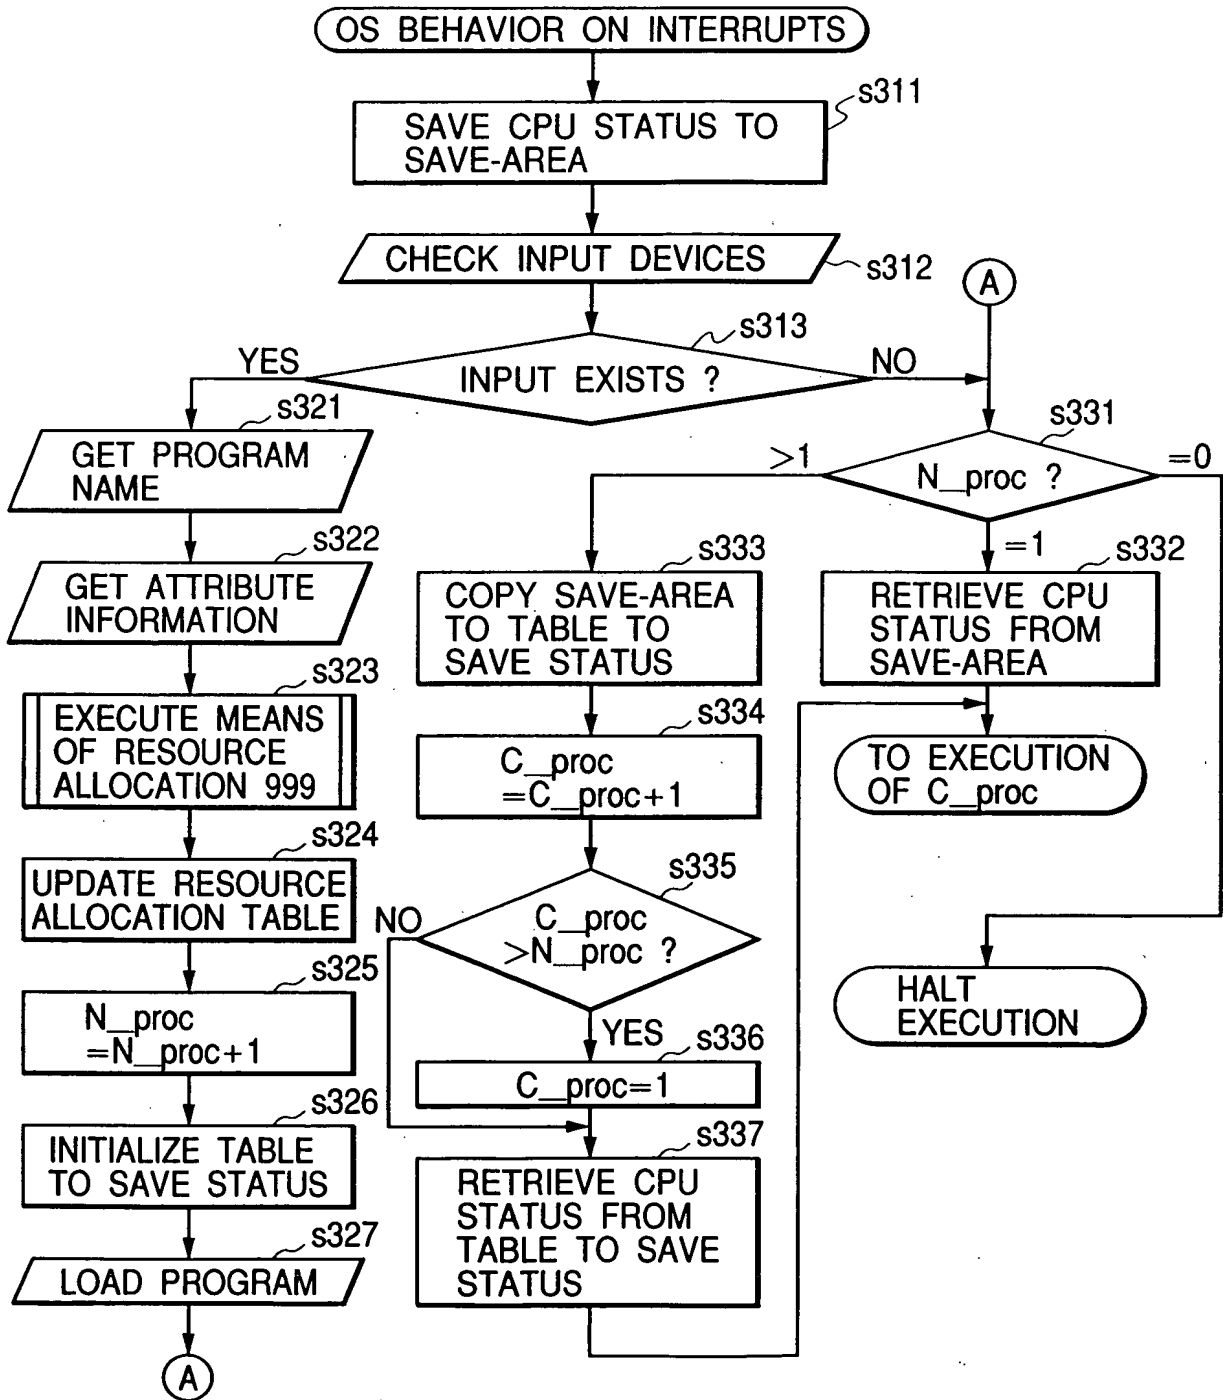 OS BEHAVIOR ON INTERRUPTS
s311
SAVE CPU STATUS TO
SAVE-AREA
CHECK INPUT DEVICES
s312
A
s313
YES
INPUT EXISTS ?
NO
s321
GET PROGRAM
NAME
s322
GET ATTRIBUTE
INFORMATION
s323
EXECUTE MEANS
OF RESOURCE
ALLOCATION 999
s324
UPDATE RESOURCE
ALLOCATION TABLE
s325
N_proc
=N_proc+1
s326
INITIALIZE TABLE
TO SAVE STATUS
s327
LOAD PROGRAM
A
s331
>1
N_proc ?
=0
=1
s333
COPY SAVE-AREA
TO TABLE TO
SAVE STATUS
s334
C_proc
=C_proc+1
s335
NO
C_proc
>N_proc ?
YES
s336
C_proc=1
s337
RETRIEVE CPU
STATUS FROM
TABLE TO SAVE
STATUS
s332
RETRIEVE CPU
STATUS FROM
SAVE-AREA
TO EXECUTION
OF C_proc
HALT
EXECUTION